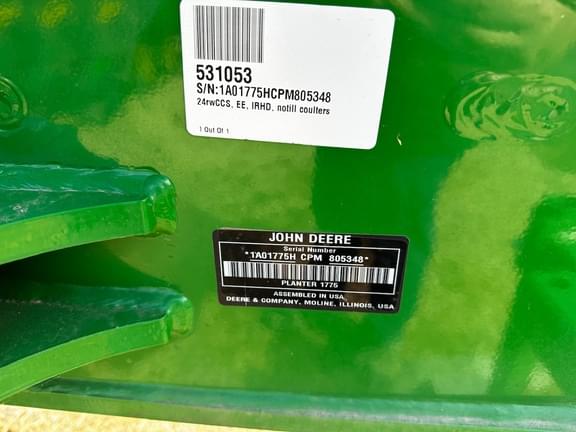 531053
S/N:1A01775HCPM805348
24rwCCS, EE, IRHD, notill coulters
1 Out Of 1
JOHN DEERE
Serial Number
*1A01775H CPM 805348*
PLANTER 1775
ASSEMBLED IN USA
DEERE & COMPANY, MOLINE, ILLINOIS, USA